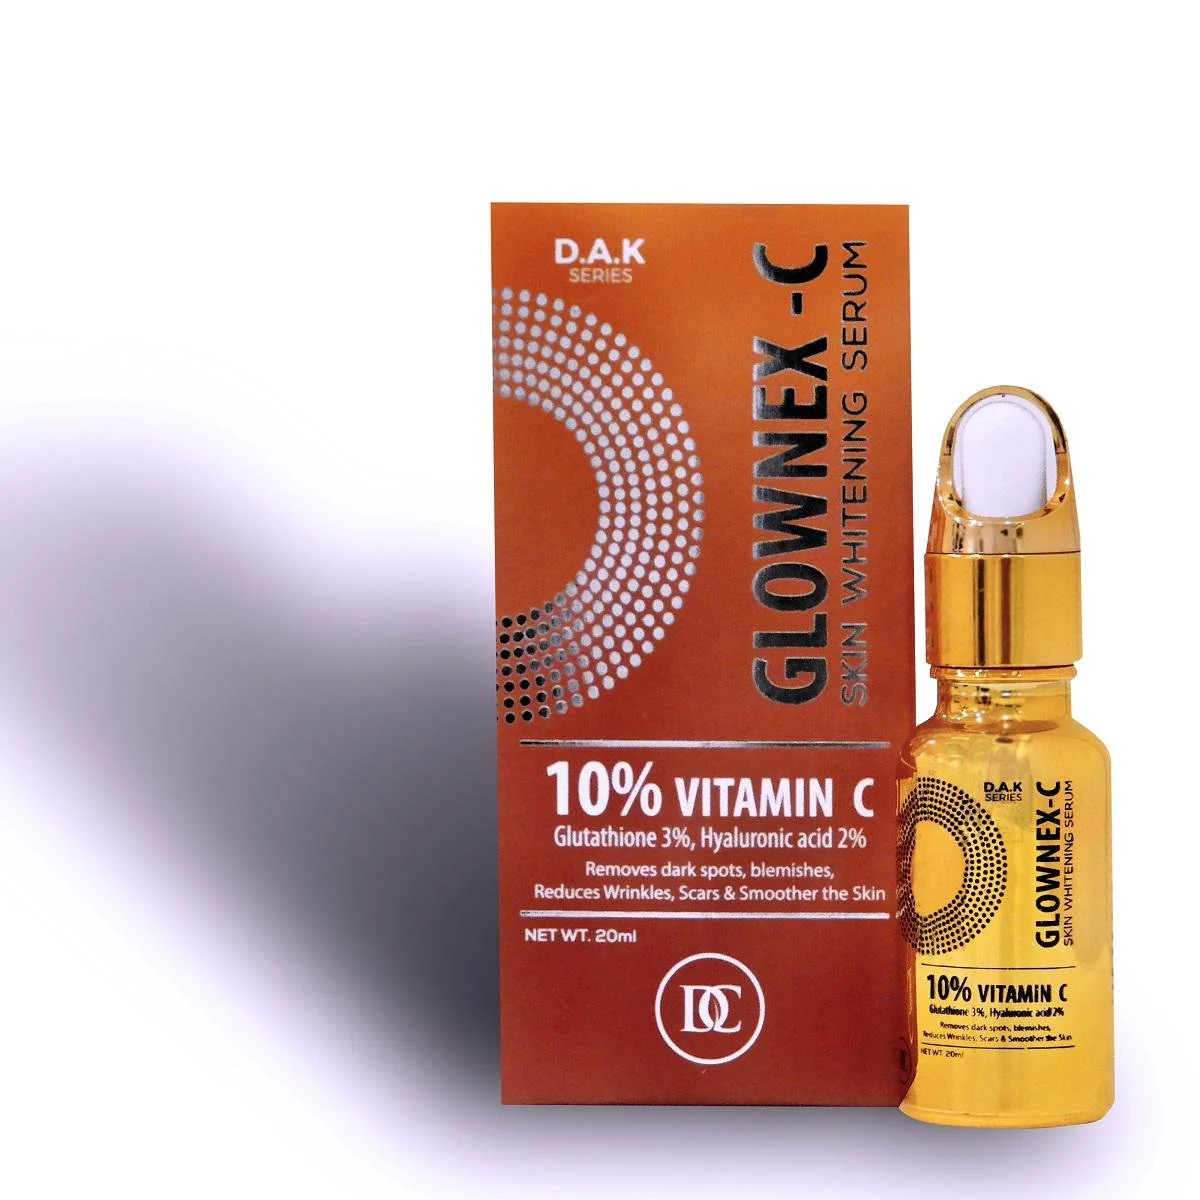 D.A.K
SERIES
GLOWNEX -C
SKIN WHITENING SERUM
10% VITAMIN C
Glutathione 3%, Hyaluronic acid 2%
Removes dark spots, blemishes,
Reduces Wrinkles, Scars & Smoother the Skin
NET WT. 20ml
DC
D.A.K
SERIES
GLOWNEX-C
SKIN WHITENING SERUM
10% VITAMIN C
Glutathione 3%, Hyaluronic acid 2%
Removes dark spots, blemishes,
Reduces Wrinkles, Scars & Smoother the Skin
NET WT. 20ml
DC